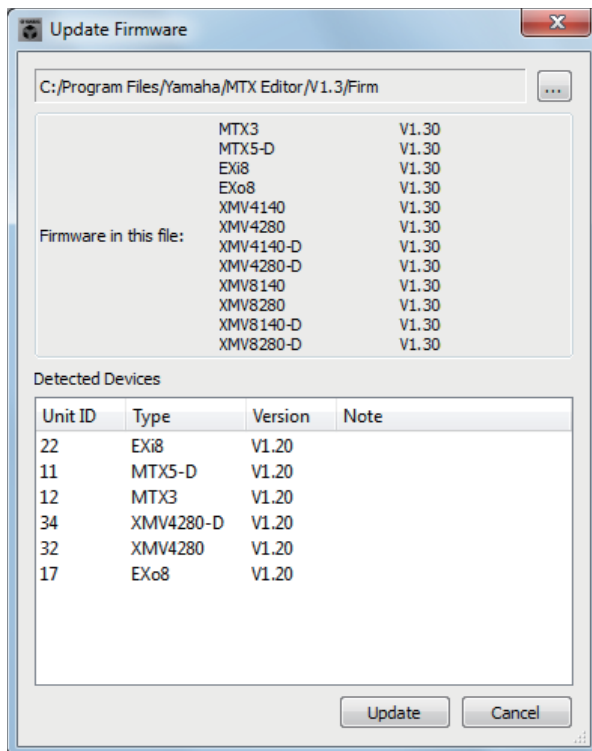 Update Firmware
C:/Program Files/Yamaha/MTX Editor/V1.3/Firm ...
MTX3 V1.30
MTX5-D V1.30
EXi8 V1.30
EXo8 V1.30
XMV4140 V1.30
Firmware in this file: XMV4280 V1.30
XMV4140-D V1.30
XMV4280-D V1.30
XMV8140 V1.30
XMV8280 V1.30
XMV8140-D V1.30
XMV8280-D V1.30
Detected Devices
Unit ID Type Version Note
22 EXi8 V1.20
11 MTX5-D V1.20
12 MTX3 V1.20
34 XMV4280-D V1.20
32 XMV4280 V1.20
17 EXo8 V1.20
Update Cancel